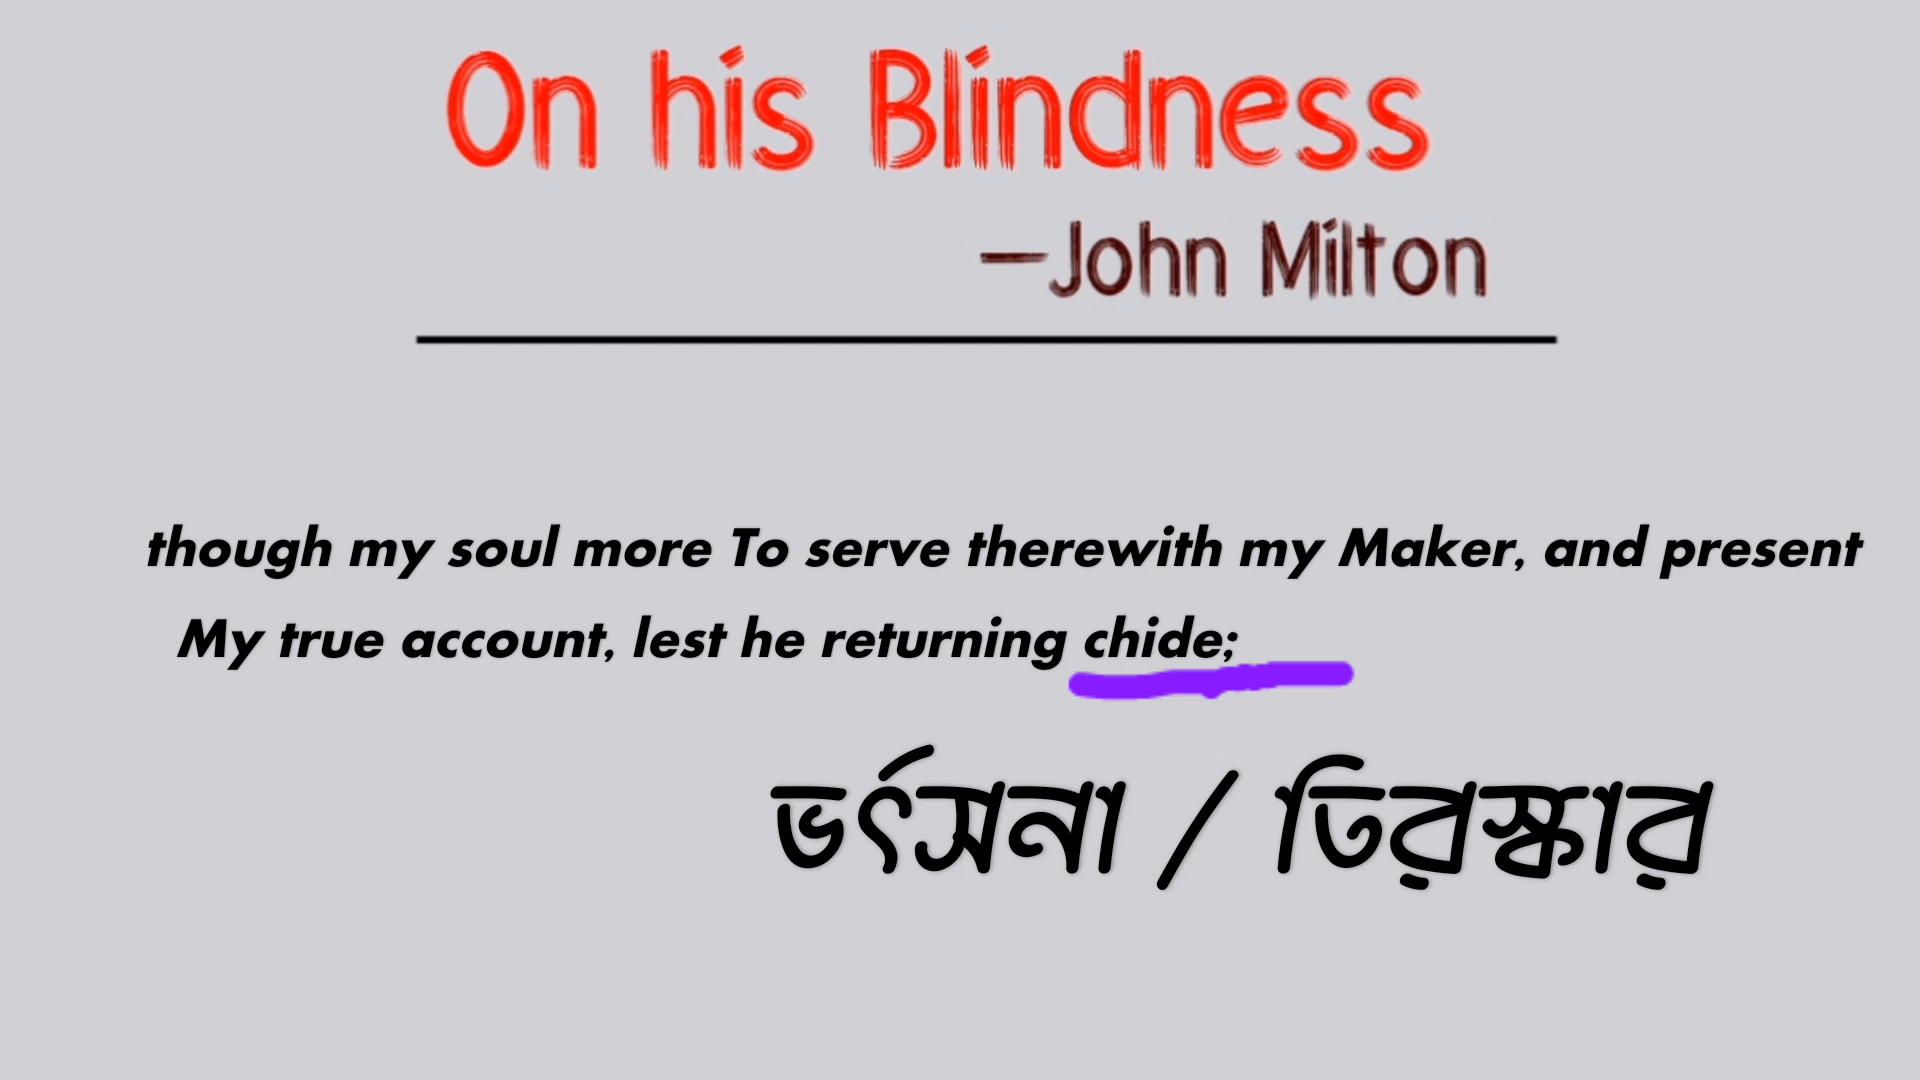 On his Blindness
—John Milton
though my soul more To serve therewith my Maker, and present
My true account, lest he returning chide;
ভর্ৎসনা / তিরস্কার